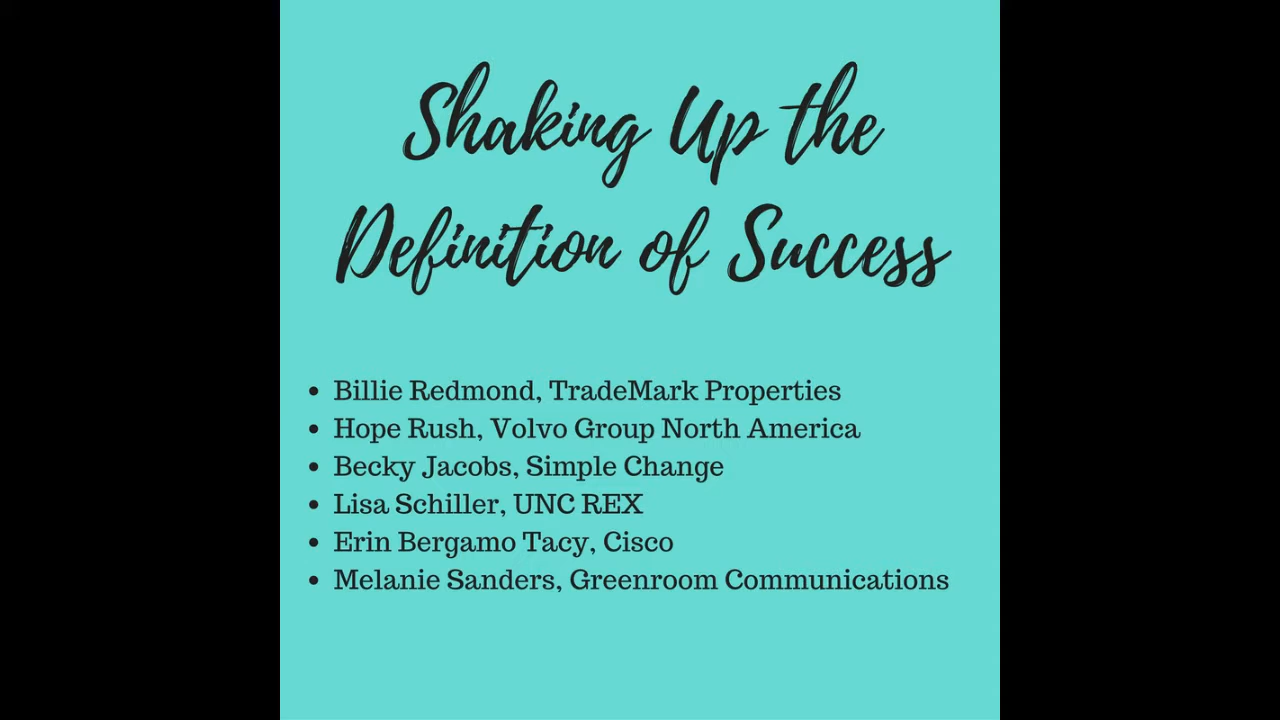 Shaking Up the
Definition of Success
• Billie Redmond, TradeMark Properties
• Hope Rush, Volvo Group North America
• Becky Jacobs, Simple Change
• Lisa Schiller, UNC REX
• Erin Bergamo Tacy, Cisco
• Melanie Sanders, Greenroom Communications